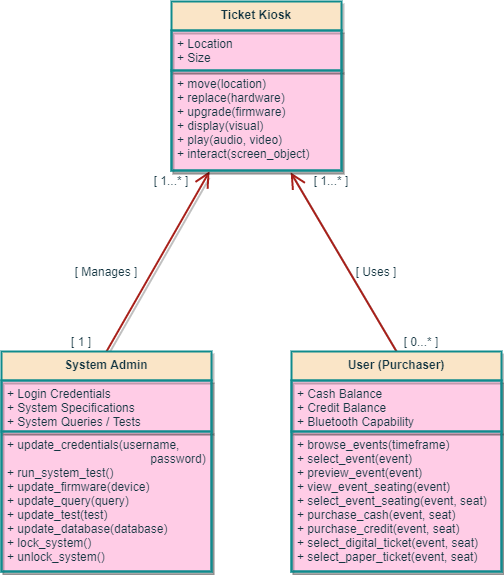 Ticket Kiosk
+ Location
+ Size
+ move(location)
+ replace(hardware)
+ upgrade(firmware)
+ display(visual)
+ play(audio, video)
+ interact(screen_object)
[ 1...* ]
[ 1...* ]
[ Manages ]
[ Uses ]
[ 1 ]
[ 0...* ]
System Admin
+ Login Credentials
+ System Specifications
+ System Queries / Tests
+ update_credentials(username,
password)
+ run_system_test()
+ update_firmware(device)
+ update_query(query)
+ update_test(test)
+ update_database(database)
+ lock_system()
+ unlock_system()
User (Purchaser)
+ Cash Balance
+ Credit Balance
+ Bluetooth Capability
+ browse_events(timeframe)
+ select_event(event)
+ preview_event(event)
+ view_event_seating(event)
+ select_event_seating(event, seat)
+ purchase_cash(event, seat)
+ purchase_credit(event, seat)
+ select_digital_ticket(event, seat)
+ select_paper_ticket(event, seat)